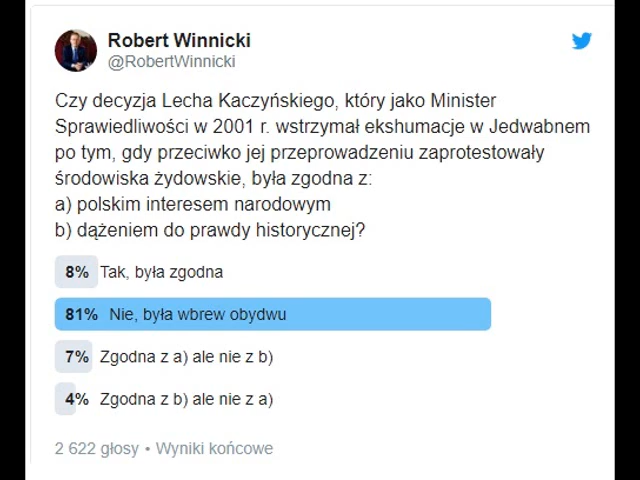 Robert Winnicki
@RobertWinnicki
Czy decyzja Lecha Kaczyńskiego, który jako Minister
Sprawiedliwości w 2001 r. wstrzymał ekshumacje w Jedwabnem
po tym, gdy przeciwko jej przeprowadzeniu zaprotestowały
środowiska żydowskie, była zgodna z:
a) polskim interesem narodowym
b) dążeniem do prawdy historycznej?
8% Tak, była zgodna
81% Nie, była wbrew obydwu
7% Zgodna z a) ale nie z b)
4% Zgodna z b) ale nie z a)
2 622 głosy • Wyniki końcowe